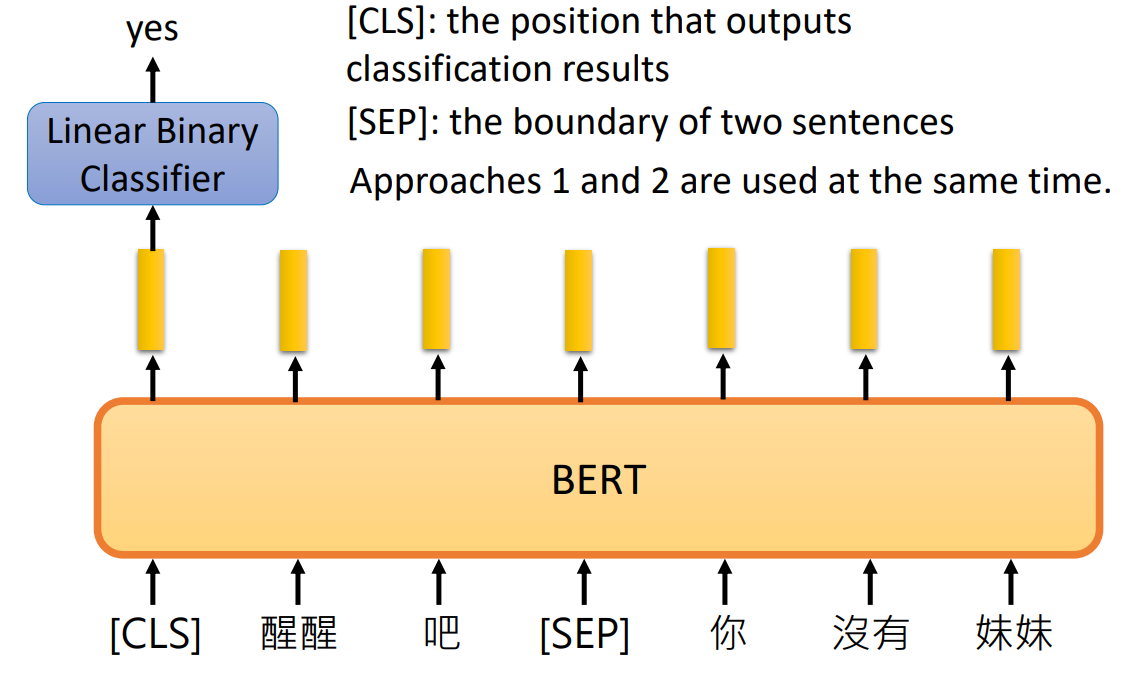 yes
[CLS]: the position that outputs
classification results
[SEP]: the boundary of two sentences
Approaches 1 and 2 are used at the same time.
Linear Binary
Classifier
BERT
[CLS] 醒醒 吧 [SEP] 你 沒有 妹妹